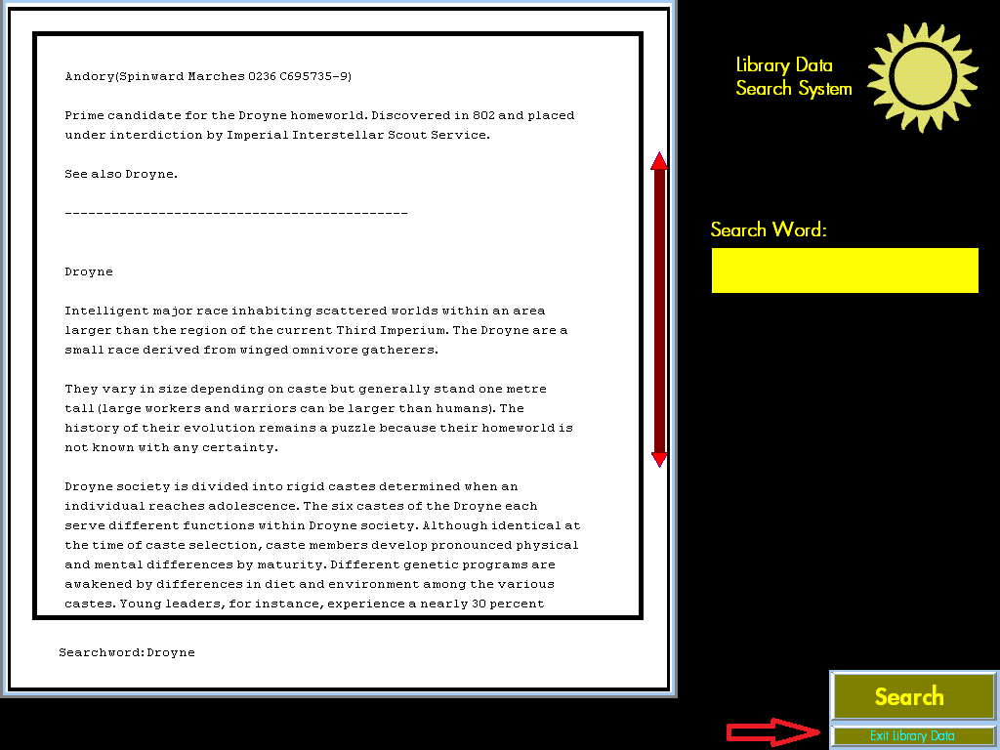 Andory(Spinward Marches 0236 C695735-9)
Prime candidate for the Droyne homeworld. Discovered in 802 and placed
under interdiction by Imperial Interstellar Scout Service.
See also Droyne.
--------------------------------------------
Droyne
Intelligent major race inhabiting scattered worlds within an area
larger than the region of the current Third Imperium. The Droyne are a
small race derived from winged omnivore gatherers.
They vary in size depending on caste but generally stand one metre
tall (large workers and warriors can be larger than humans). The
history of their evolution remains a puzzle because their homeworld is
not known with any certainty.
Droyne society is divided into rigid castes determined when an
individual reaches adolescence. The six castes of the Droyne each
serve different functions within Droyne society. Although identical at
the time of caste selection, caste members develop pronounced physical
and mental differences by maturity. Different genetic programs are
awakened by differences in diet and environment among the various
castes. Young leaders, for instance, experience a nearly 30 percent
Searchword:Droyne
Library Data
Search System
Search Word:
Search
Exit Library Data